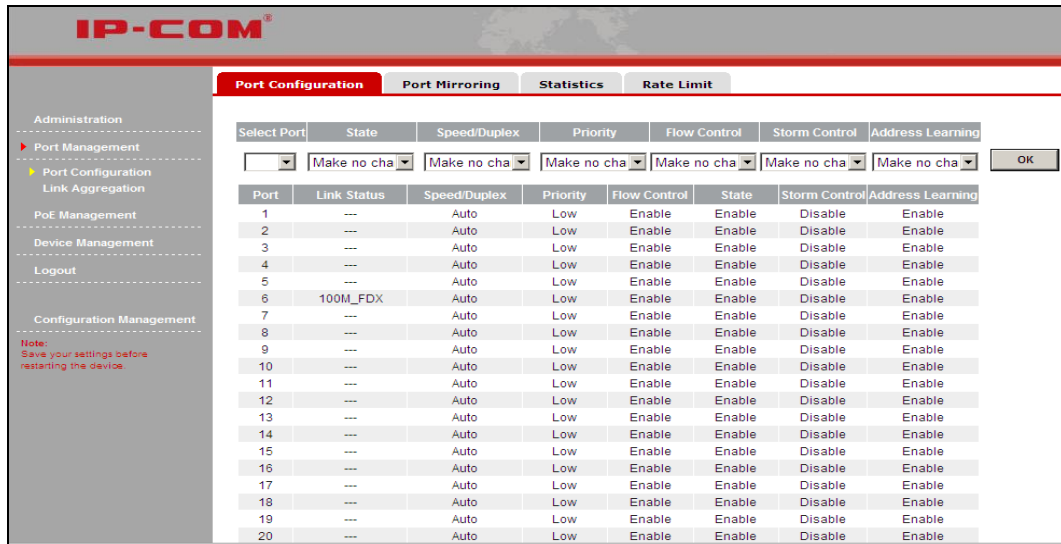 IP-COM®
Port Configuration Port Mirroring Statistics Rate Limit
Administration
Port Management
Port Configuration
Link Aggregation
PoE Management
Device Management
Logout
Configuration Management
Note:
Save your settings before
restarting the device.
Select Port State Speed/Duplex Priority Flow Control Storm Control Address Learning
Make no cha Make no cha Make no cha Make no cha Make no cha Make no cha OK
Port Link Status Speed/Duplex Priority Flow Control State Storm Control Address Learning
1 --- Auto Low Enable Enable Disable Enable
2 --- Auto Low Enable Enable Disable Enable
3 --- Auto Low Enable Enable Disable Enable
4 --- Auto Low Enable Enable Disable Enable
5 --- Auto Low Enable Enable Disable Enable
6 100M_FDX Auto Low Enable Enable Disable Enable
7 --- Auto Low Enable Enable Disable Enable
8 --- Auto Low Enable Enable Disable Enable
9 --- Auto Low Enable Enable Disable Enable
10 --- Auto Low Enable Enable Disable Enable
11 --- Auto Low Enable Enable Disable Enable
12 --- Auto Low Enable Enable Disable Enable
13 --- Auto Low Enable Enable Disable Enable
14 --- Auto Low Enable Enable Disable Enable
15 --- Auto Low Enable Enable Disable Enable
16 --- Auto Low Enable Enable Disable Enable
17 --- Auto Low Enable Enable Disable Enable
18 --- Auto Low Enable Enable Disable Enable
19 --- Auto Low Enable Enable Disable Enable
20 --- Auto Low Enable Enable Disable Enable